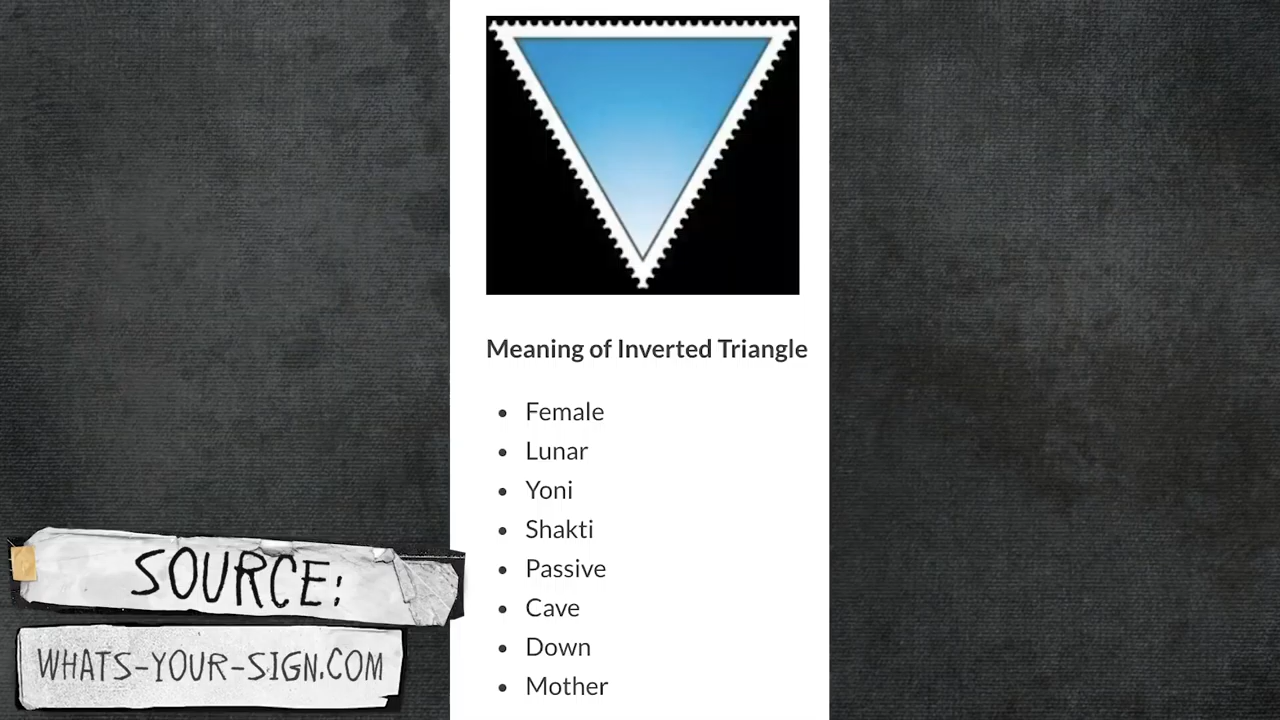 Meaning of Inverted Triangle
Female
Lunar
Yoni
Shakti
Passive
Cave
Down
Mother
SOURCE:
WHATS-YOUR-SIGN.COM